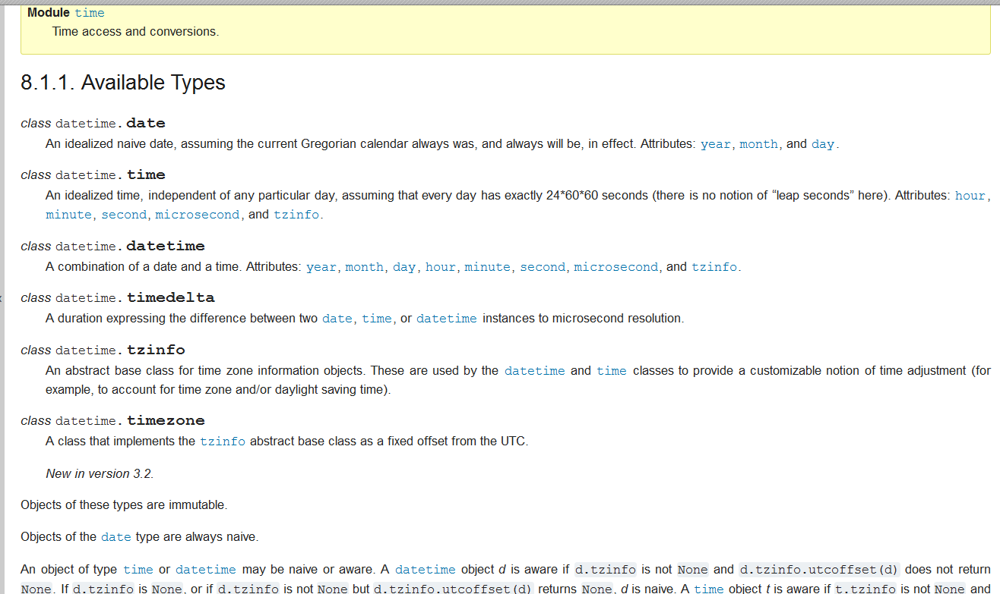 Module time
Time access and conversions.
8.1.1. Available Types
class datetime.date
An idealized naive date, assuming the current Gregorian calendar always was, and always will be, in effect. Attributes: year, month, and day.
class datetime.time
An idealized time, independent of any particular day, assuming that every day has exactly 24*60*60 seconds (there is no notion of “leap seconds” here). Attributes: hour,
minute, second, microsecond, and tzinfo.
class datetime.datetime
A combination of a date and a time. Attributes: year, month, day, hour, minute, second, microsecond, and tzinfo.
class datetime.timedelta
A duration expressing the difference between two date, time, or datetime instances to microsecond resolution.
class datetime.tzinfo
An abstract base class for time zone information objects. These are used by the datetime and time classes to provide a customizable notion of time adjustment (for
example, to account for time zone and/or daylight saving time).
class datetime.timezone
A class that implements the tzinfo abstract base class as a fixed offset from the UTC.
New in version 3.2.
Objects of these types are immutable.
Objects of the date type are always naive.
An object of type time or datetime may be naive or aware. A datetime object d is aware if d.tzinfo is not None and d.tzinfo.utcoffset(d) does not return
None. If d.tzinfo is None, or if d.tzinfo is not None but d.tzinfo.utcoffset(d) returns None, d is naive. A time object t is aware if t.tzinfo is not None and